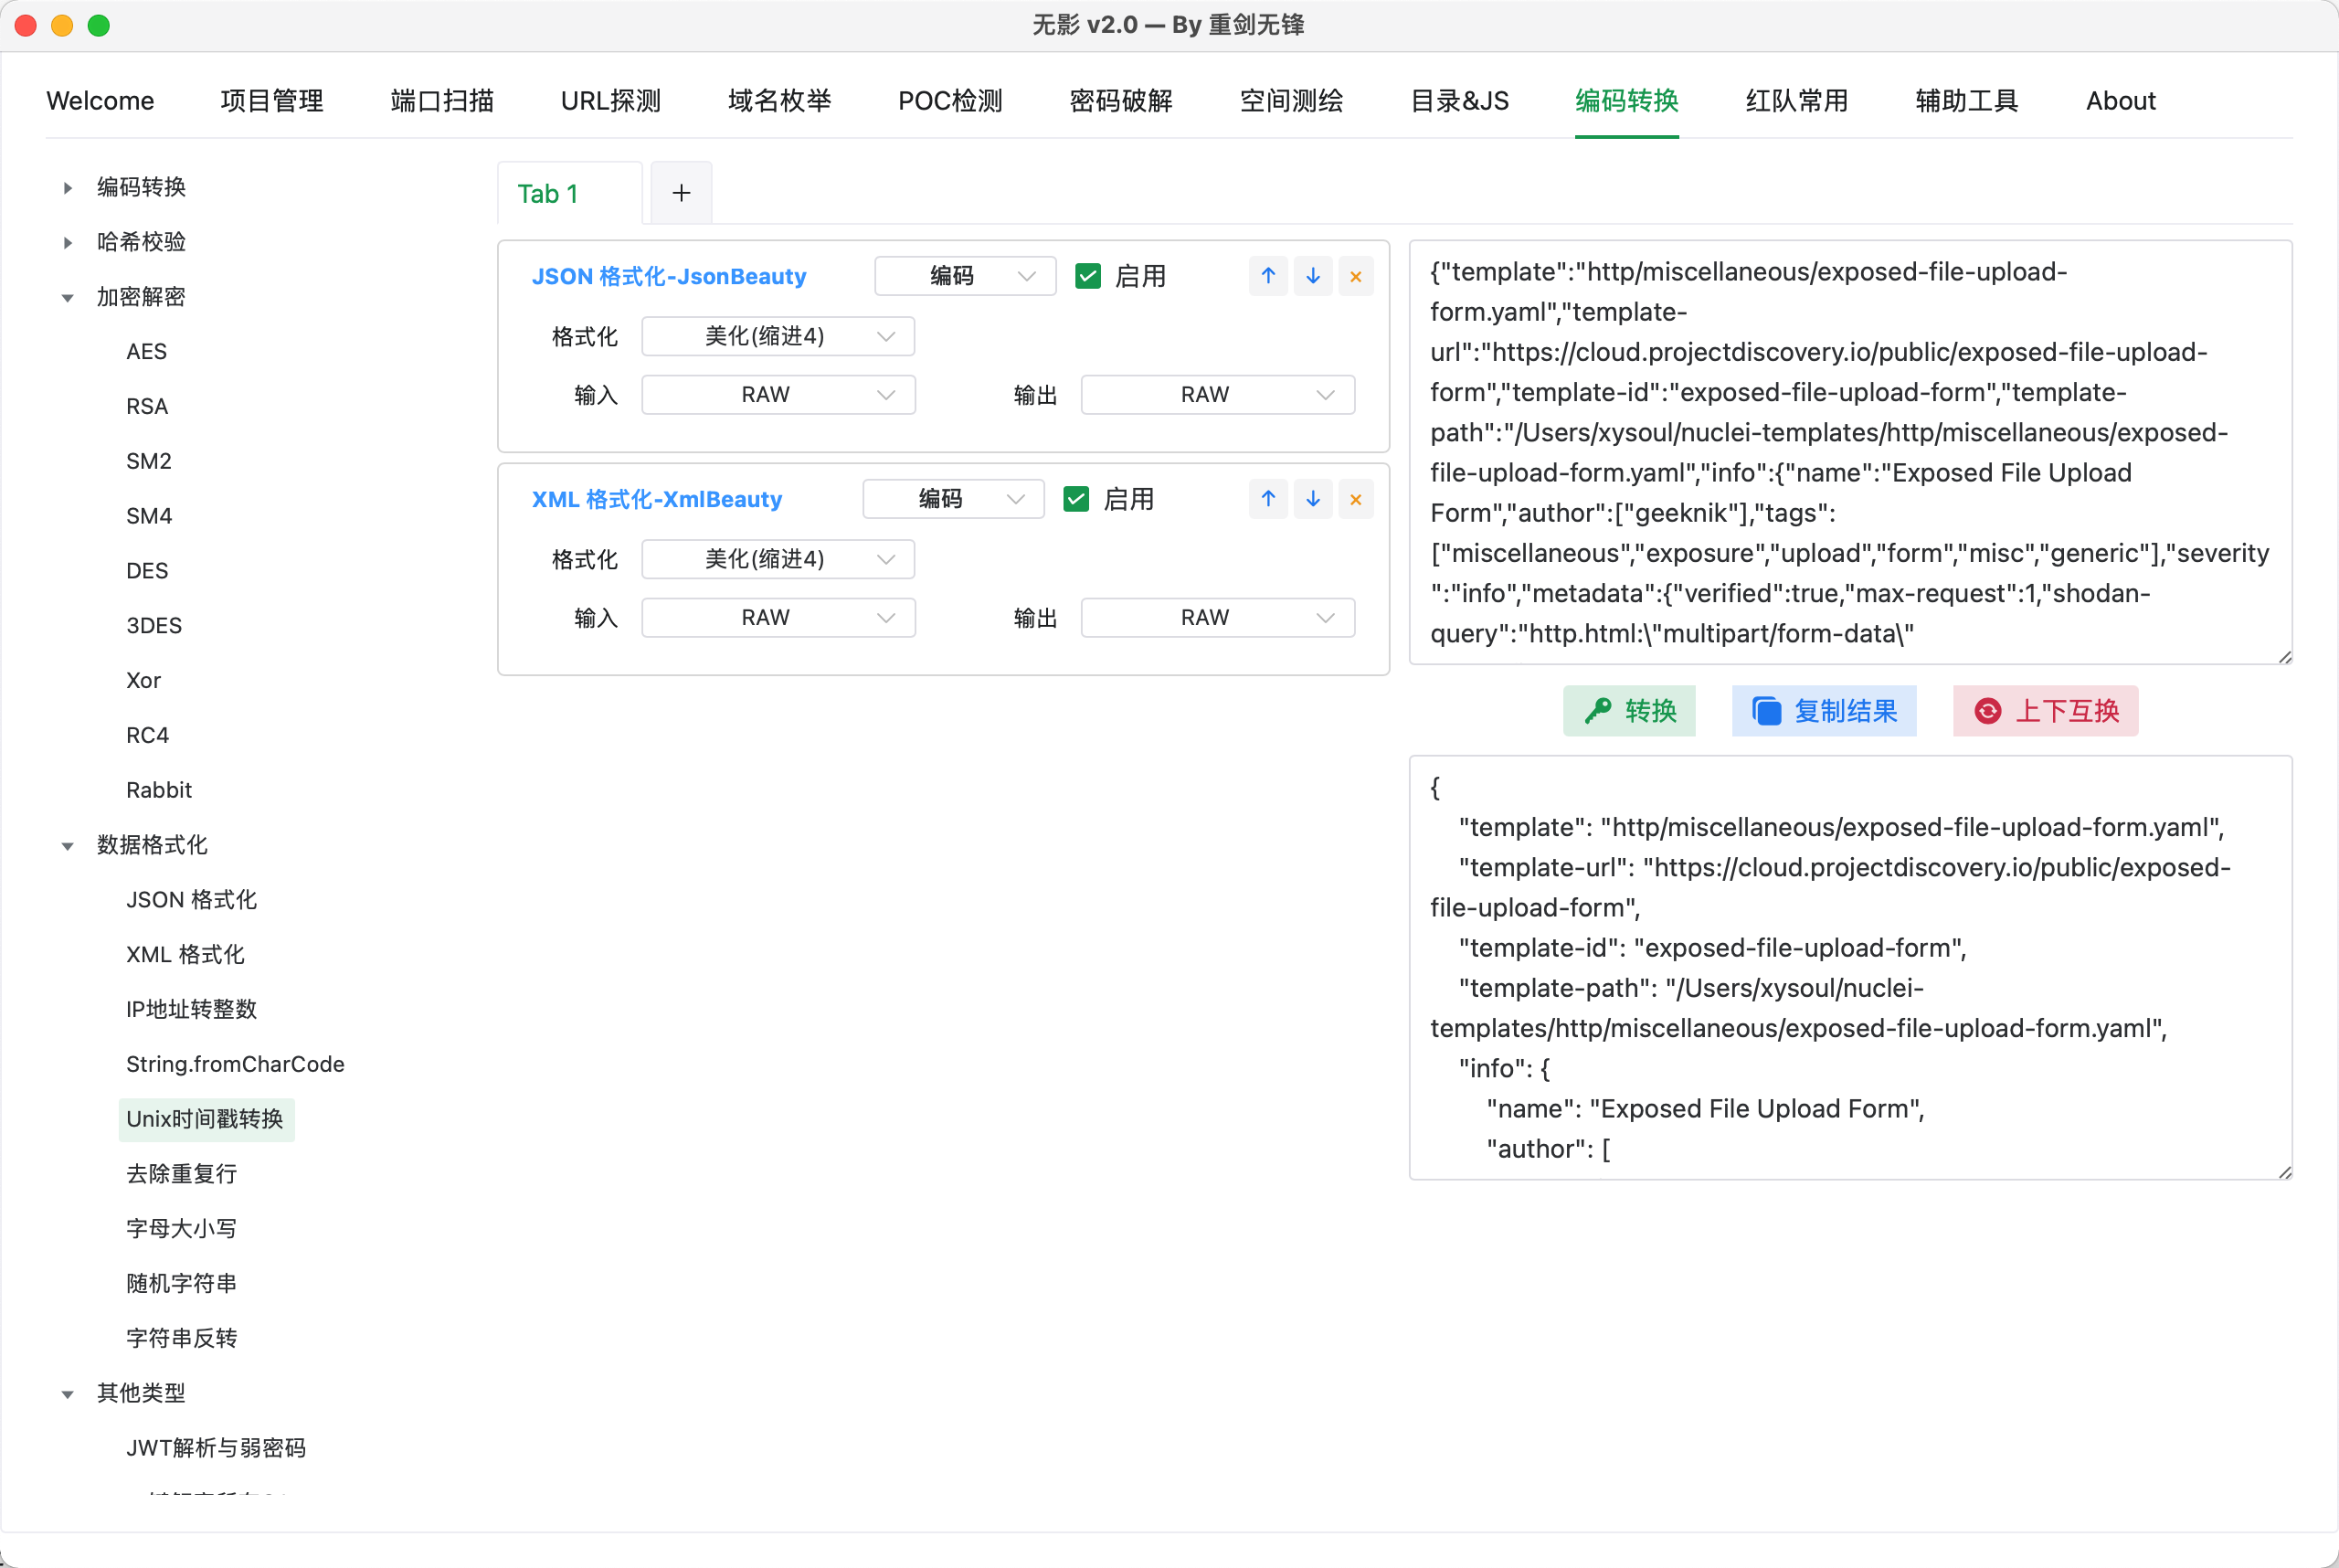 无影 v2.0 — By 重剑无锋
Welcome 项目管理 端口扫描 URL探测 域名枚举 POC检测 密码破解 空间测绘 目录&JS 编码转换 红队常用 辅助工具 About
编码转换
哈希校验
加密解密
AES
RSA
SM2
SM4
DES
3DES
Xor
RC4
Rabbit
数据格式化
JSON 格式化
XML 格式化
IP地址转整数
String.fromCharCode
Unix时间戳转换
去除重复行
字母大小写
随机字符串
字符串反转
其他类型
JWT解析与弱密码
Tab 1 +
JSON 格式化-JsonBeauty 编码 启用
格式化 美化(缩进4)
输入 RAW 输出 RAW
XML 格式化-XmlBeauty 编码 启用
格式化 美化(缩进4)
输入 RAW 输出 RAW
{"template":"http/miscellaneous/exposed-file-upload-
form.yaml","template-
url":"https://cloud.projectdiscovery.io/public/exposed-file-upload-
form","template-id":"exposed-file-upload-form","template-
path":"/Users/xysoul/nuclei-templates/http/miscellaneous/exposed-
file-upload-form.yaml","info":{"name":"Exposed File Upload
Form","author":["geeknik"],"tags":
["miscellaneous","exposure","upload","form","misc","generic"],"severity
":"info","metadata":{"verified":true,"max-request":1,"shodan-
query":"http.html:\"multipart/form-data\"
转换 复制结果 上下互换
{
"template": "http/miscellaneous/exposed-file-upload-form.yaml",
"template-url": "https://cloud.projectdiscovery.io/public/exposed-
file-upload-form",
"template-id": "exposed-file-upload-form",
"template-path": "/Users/xysoul/nuclei-
templates/http/miscellaneous/exposed-file-upload-form.yaml",
"info": {
"name": "Exposed File Upload Form",
"author": [